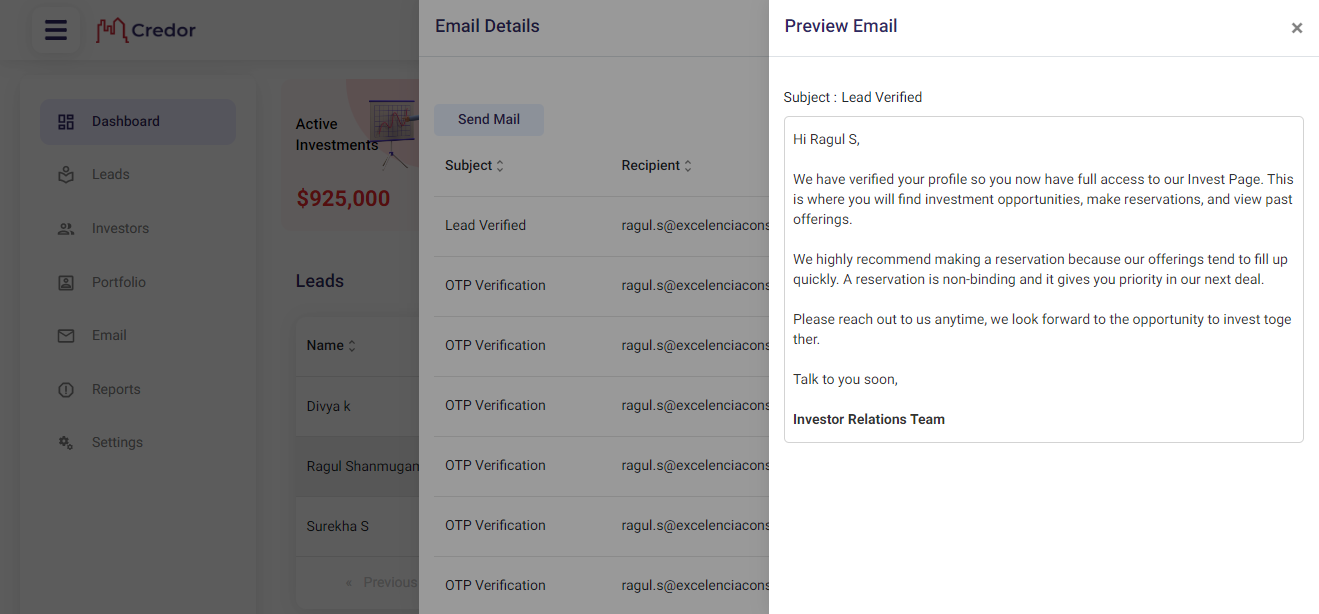 Credor
Dashboard
Leads
Investors
Portfolio
Email
Reports
Settings
Active
Investments
$925,000
Leads
Name
Divya k
Ragul Shanmugam
Surekha S
« Previous
Email Details
Send Mail
Subject Recipient
Lead Verified ragul.s@excelenciacons
OTP Verification ragul.s@excelenciacons
OTP Verification ragul.s@excelenciacons
OTP Verification ragul.s@excelenciacons
OTP Verification ragul.s@excelenciacons
OTP Verification ragul.s@excelenciacons
OTP Verification ragul.s@excelenciacons
Preview Email
×
Subject : Lead Verified
Hi Ragul S,
We have verified your profile so you now have full access to our Invest Page. This
is where you will find investment opportunities, make reservations, and view past
offerings.
We highly recommend making a reservation because our offerings tend to fill up
quickly. A reservation is non-binding and it gives you priority in our next deal.
Please reach out to us anytime, we look forward to the opportunity to invest toge
ther.
Talk to you soon,
Investor Relations Team